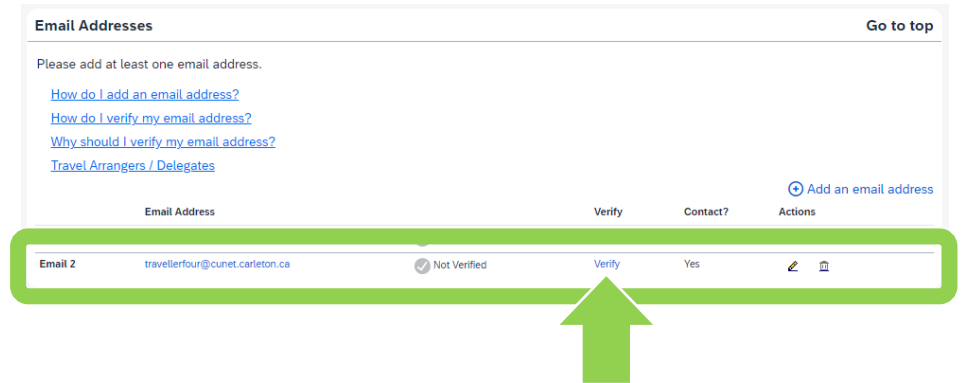 Email Addresses Go to top
Please add at least one email address.
How do I add an email address?
How do I verify my email address?
Why should I verify my email address?
Travel Arrangers / Delegates
Add an email address
Email Address Verify Contact? Actions
Email 2 travellerfour@cunet.carleton.ca Not Verified Verify Yes